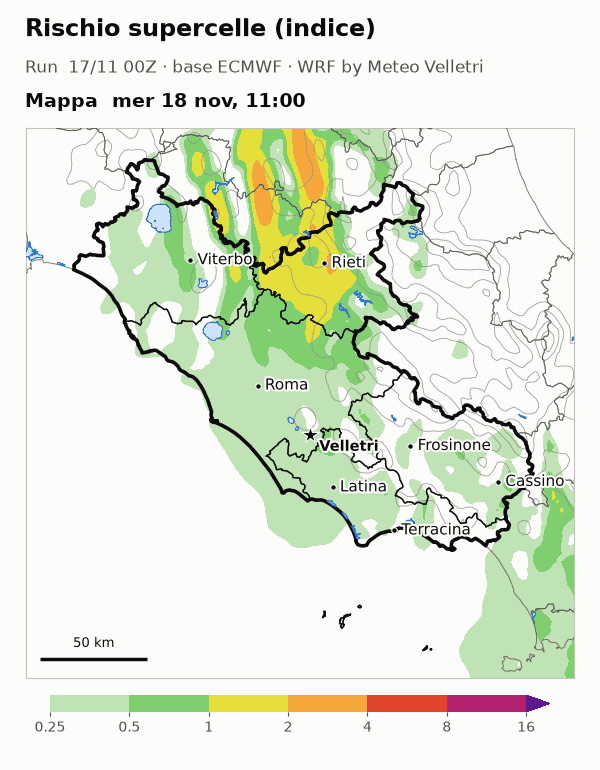 Rischio supercelle (indice)
Run  17/11 00Z · base ECMWF · WRF by Meteo Velletri
Mappa  mer 18 nov, 11:00
Viterbo
Rieti
Roma
Velletri
Frosinone
Cassino
Latina
Terracina
50 km
0.25 0.5 1 2 4 8 16